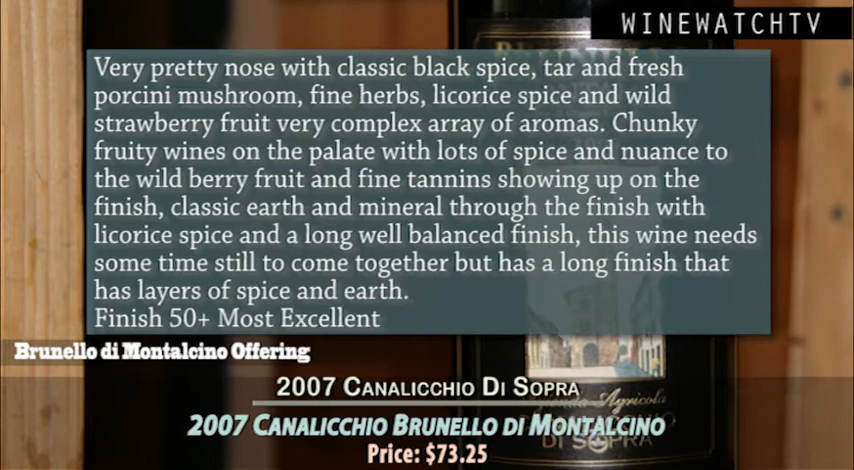 WINEWATCHTV
Very pretty nose with classic black spice, tar and fresh
porcini mushroom, fine herbs, licorice spice and wild
strawberry fruit very complex array of aromas. Chunky
fruity wines on the palate with lots of spice and nuance to
the wild berry fruit and fine tannins showing up on the
finish, classic earth and mineral through the finish with
licorice spice and a long well balanced finish, this wine needs
some time still to come together but has a long finish that
has layers of spice and earth.
Finish 50+ Most Excellent
Brunello di Montalcino Offering
2007 CANALICCHIO DI SOPRA
2007 CANALICCHIO BRUNELLO DI MONTALCINO
Price: $73.25
Agricola
DI SOPRA